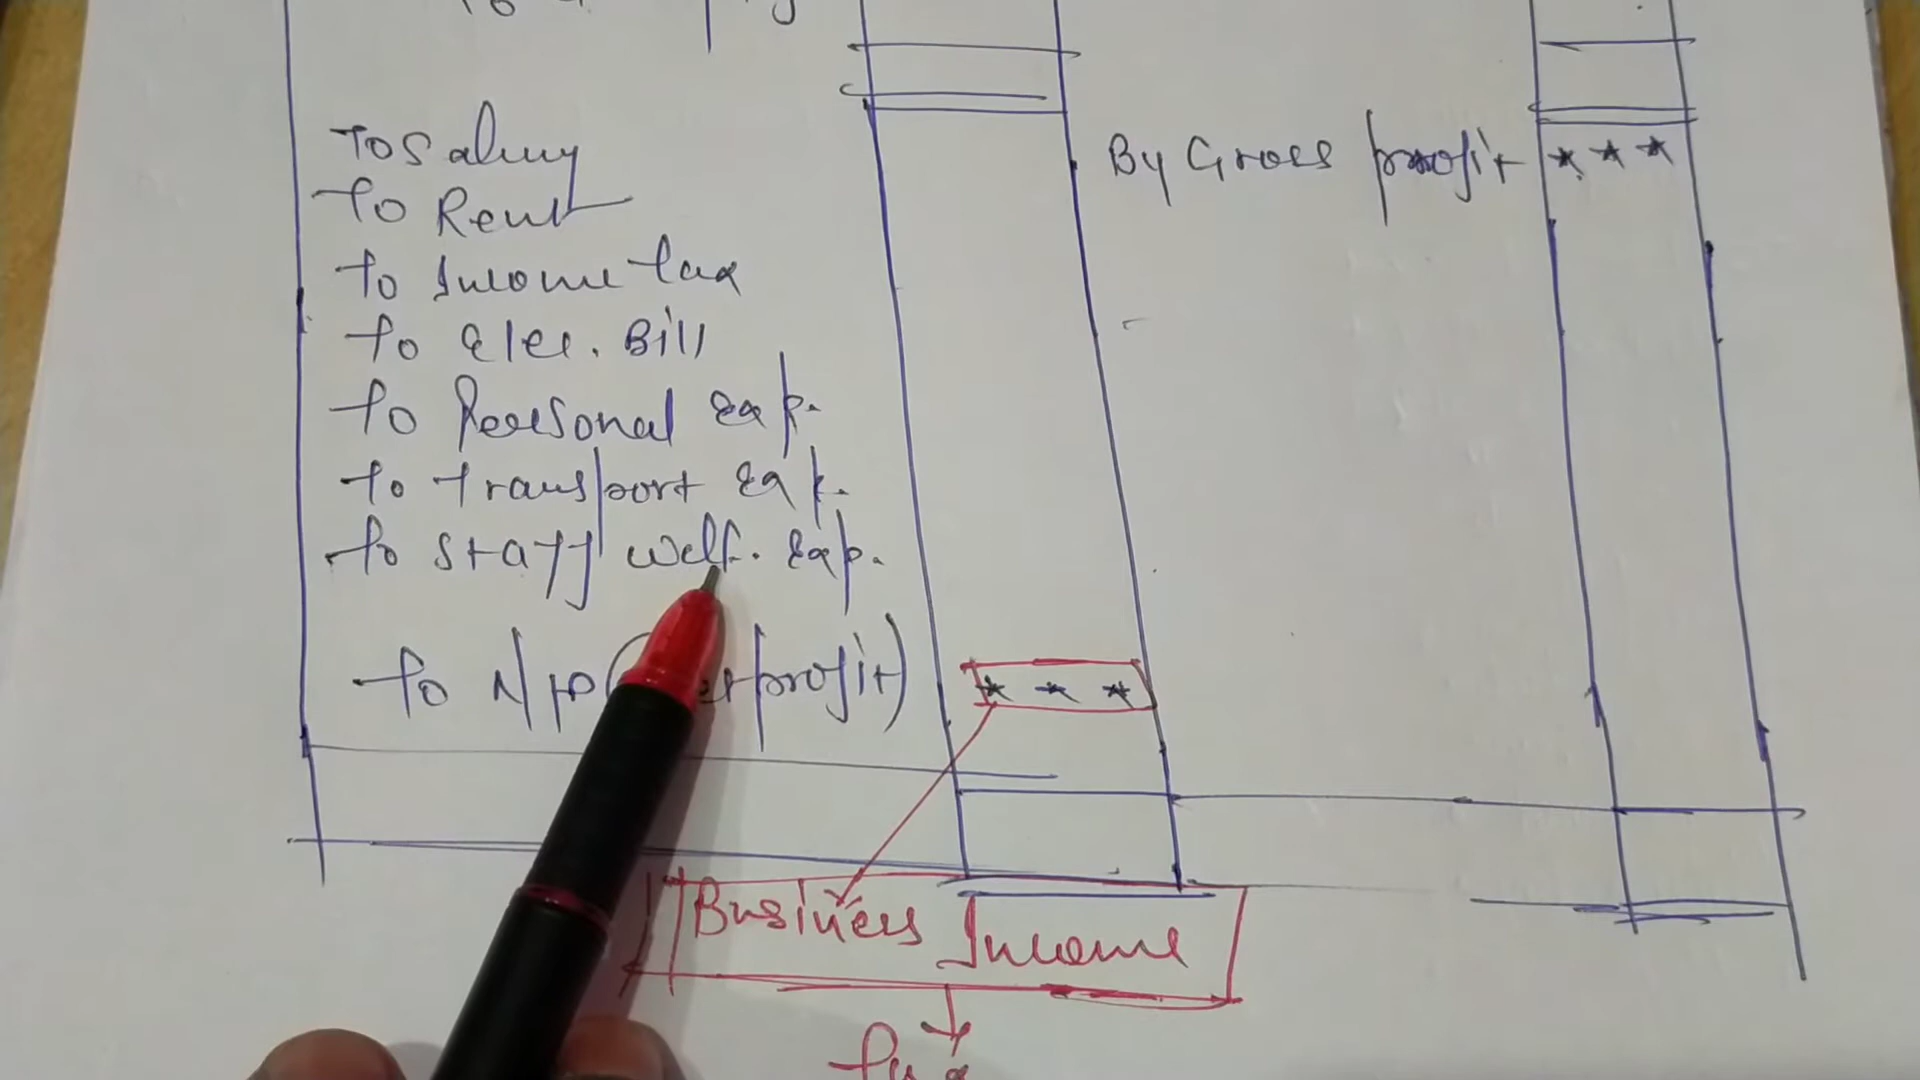 To Salary
To Rent
To Income tax
To Elec. Bill
To Personal Exp.
To transport Exp.
To Staff Welf. Exp.
To N/P ( profit)
* * *
By Gross profit
* * *
Business Income
Tax